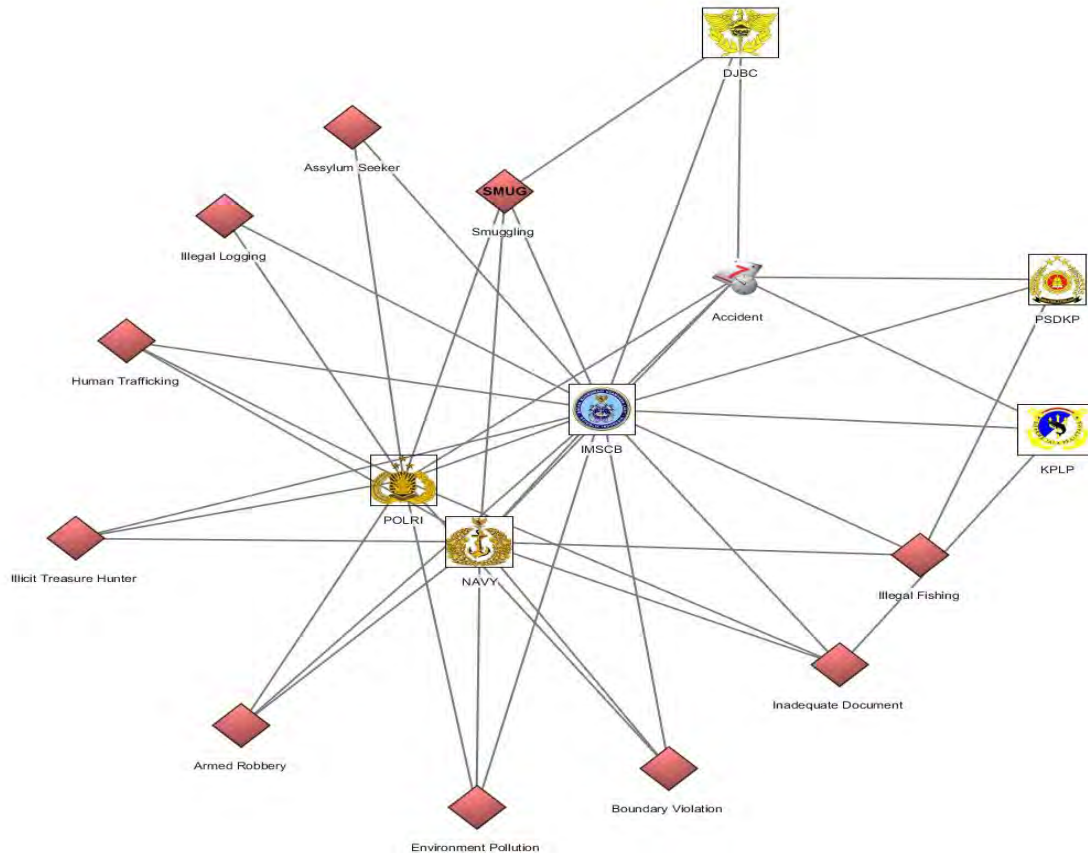 DJBC
Assylum Seeker
SMUG
Smuggling
Illegal Logging
7
Accident
PSDKP
Human Trafficking
IMSCB
KPLP
POLRI
NAVY
Illicit Treasure Hunter
Illegal Fishing
Inadequate Document
Armed Robbery
Boundary Violation
Environment Pollution